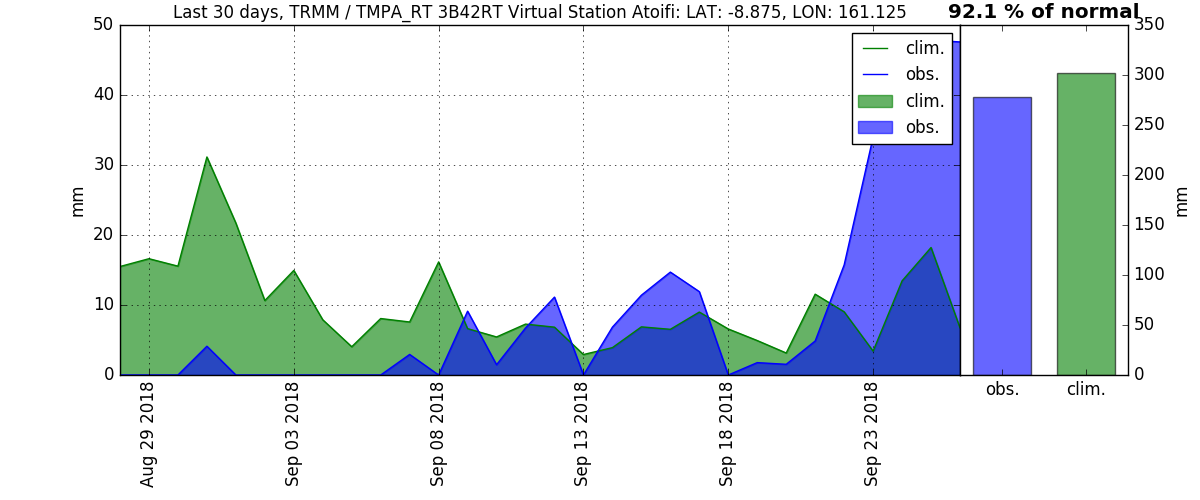 Last 30 days, TRMM / TMPA_RT 3B42RT Virtual Station Atoifi: LAT: -8.875, LON: 161.125
92.1 % of normal
50
40
30
20
10
0
mm
clim.
obs.
clim.
obs.
350
300
250
200
150
100
50
0
mm
obs.
clim.
Aug 29 2018
Sep 03 2018
Sep 08 2018
Sep 13 2018
Sep 18 2018
Sep 23 2018